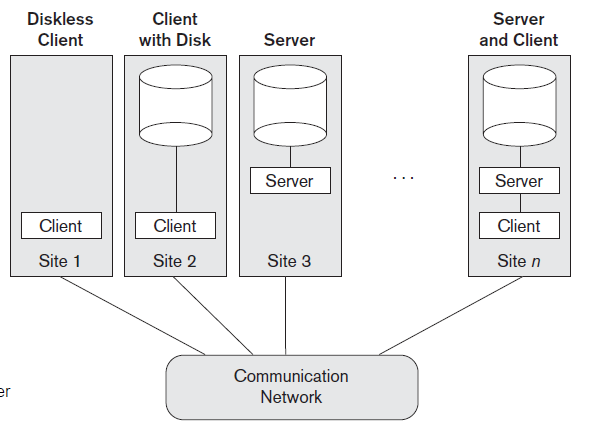 Diskless
Client
Client
with Disk
Server
Server
and Client
Client
Site 1
Client
Site 2
Server
Site 3
. . .
Server
Client
Site n
Communication
Network
er